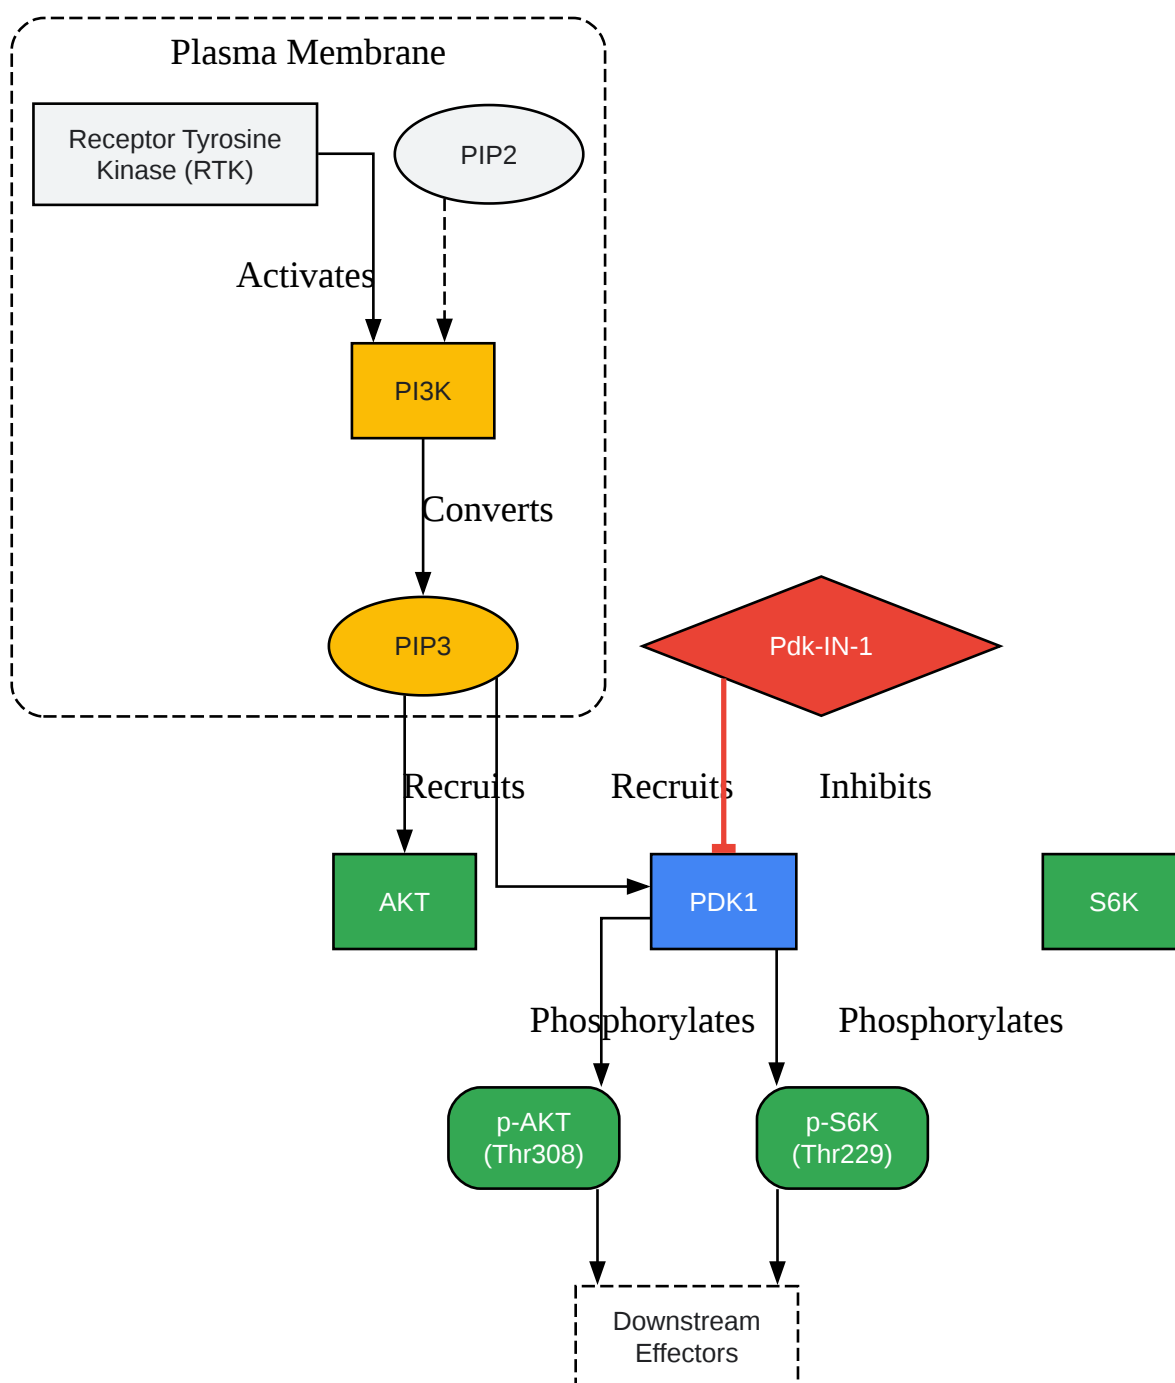 Plasma Membrane
Receptor Tyrosine
Kinase (RTK)
PIP2
Activates
PI3K
Converts
PIP3
Pdk-IN-1
Recruits
Recruits
Inhibits
AKT
PDK1
S6K
Phosphorylates
Phosphorylates
p-AKT
(Thr308)
p-S6K
(Thr229)
Downstream
Effectors